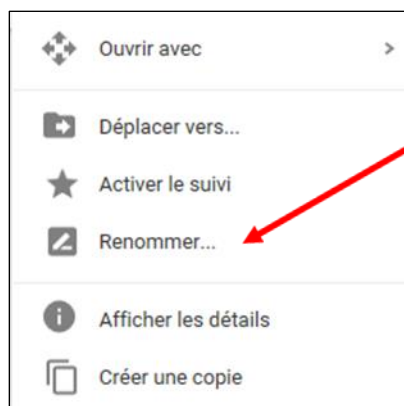 Ouvrir avec
Déplacer vers...
Activer le suivi
Renommer...
Afficher les détails
Créer une copie